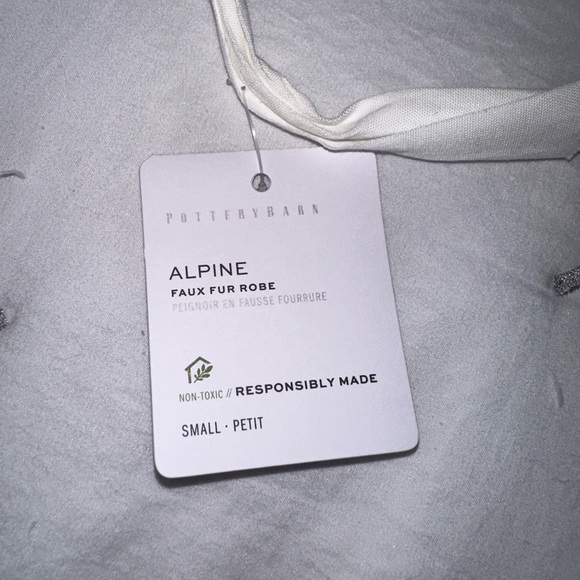 POTTERYBARN
ALPINE
FAUX FUR ROBE
PEIGNOIR EN FAUSSE FOURRURE
NON-TOXIC // RESPONSIBLY MADE
SMALL · PETIT